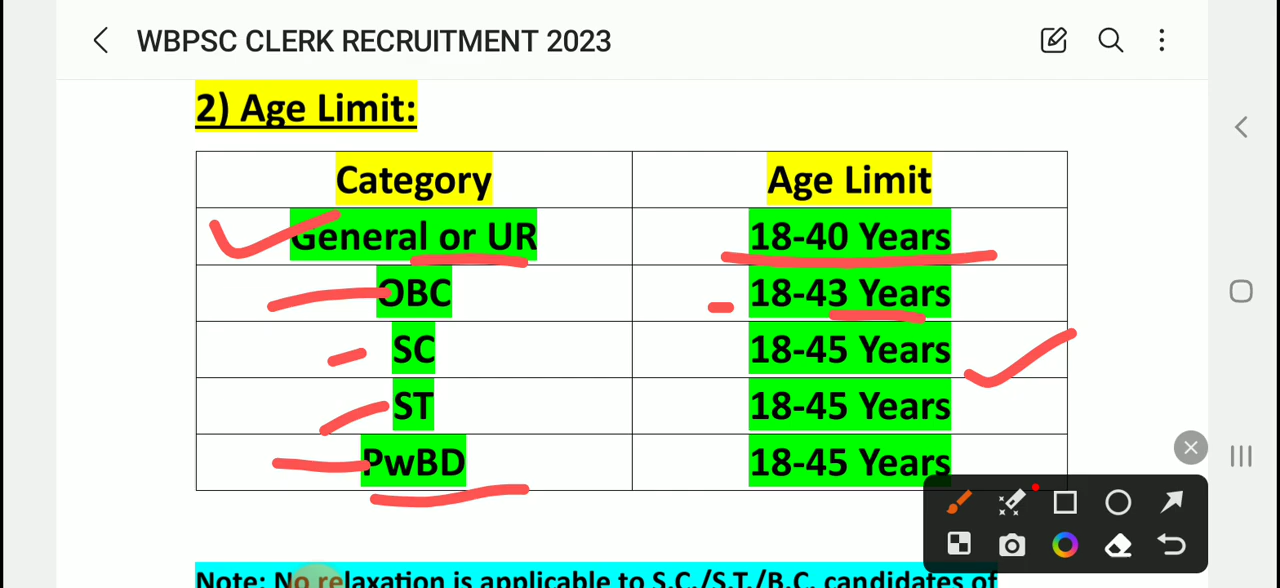 WBPSC CLERK RECRUITMENT 2023
2) Age Limit:
Category Age Limit
General or UR 18-40 Years
OBC 18-43 Years
SC 18-45 Years
ST 18-45 Years
PwBD 18-45 Years
Note: No relaxation is applicable to S.C./S.T./B.C. candidates of